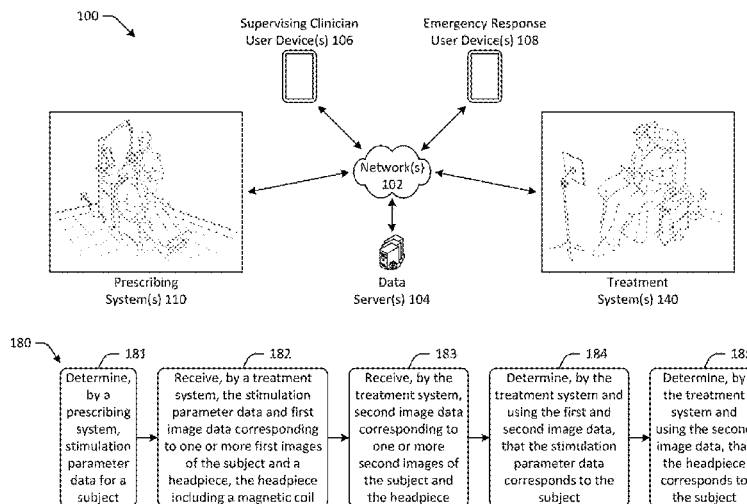 100
Supervising Clinician
User Device(s) 106
Emergency Response
User Device(s) 108
Network(s)
102
Prescribing
System(s) 110
Data
Server(s) 104
Treatment
System(s) 140
180
181
Determine,
by a
prescribing
system,
stimulation
parameter
data for a
subject
182
Receive, by a treatment
system, the stimulation
parameter data and first
image data corresponding
to one or more first images
of the subject and a
headpiece, the headpiece
including a magnetic coil
183
Receive, by the
treatment system,
second image data
corresponding to
one or more
second images of
the subject and
the headpiece
184
Determine, by the
treatment system and
using the first and
second image data,
that the stimulation
parameter data
corresponds to the
subject
Determine, by
the treatment
system and
using the second
image data,
the headpiece
corresponds to
the subject